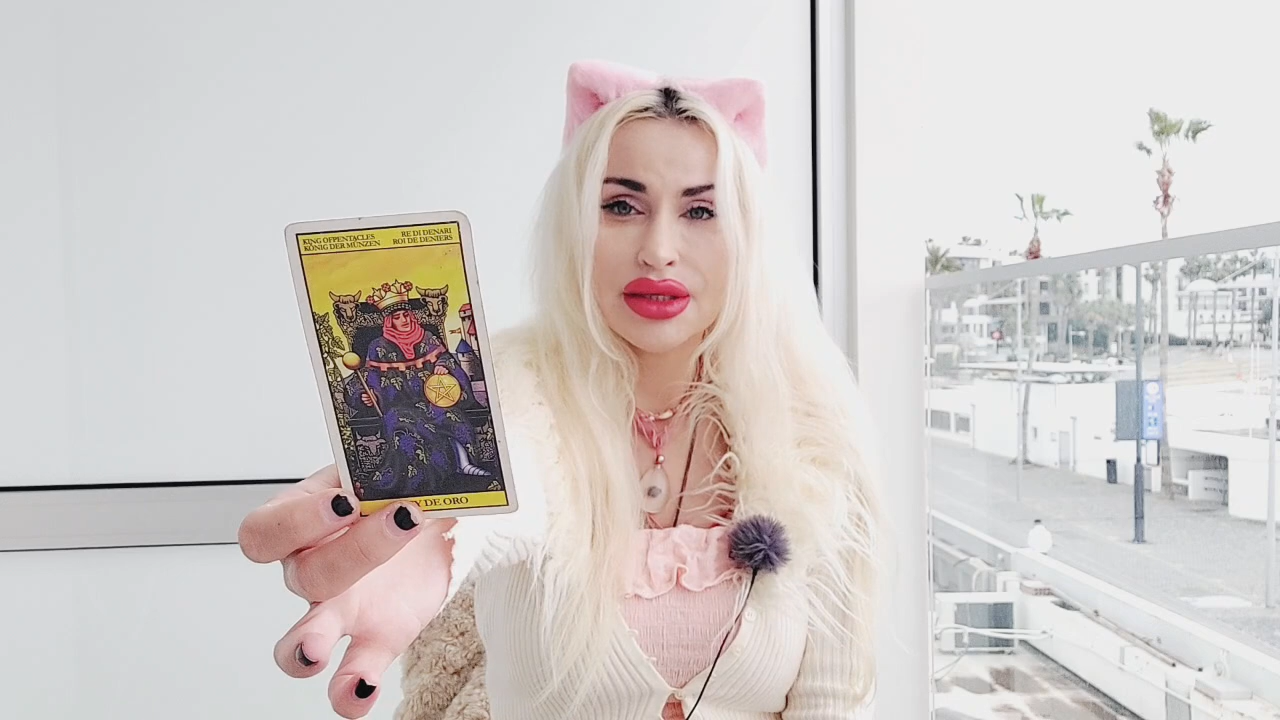 KING OF PENTACLES RE DI DENARI
KÖNIG DER MÜNZEN ROI DE DENIERS
Y DE ORO